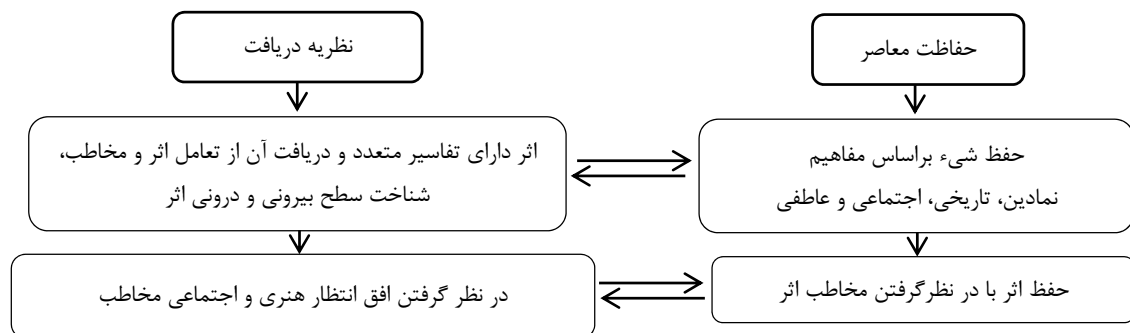 حفاظت معاصر
نظریه دریافت
حفظ شیء براساس مفاهیم
نمادین، تاریخی، اجتماعی و عاطفی
اثر دارای تفاسیر متعدد و دریافت آن از تعامل اثر و مخاطب،
شناخت سطح بیرونی و درونی اثر
حفظ اثر با در نظرگرفتن مخاطب اثر
در نظر گرفتن افق انتظار هنری و اجتماعی مخاطب